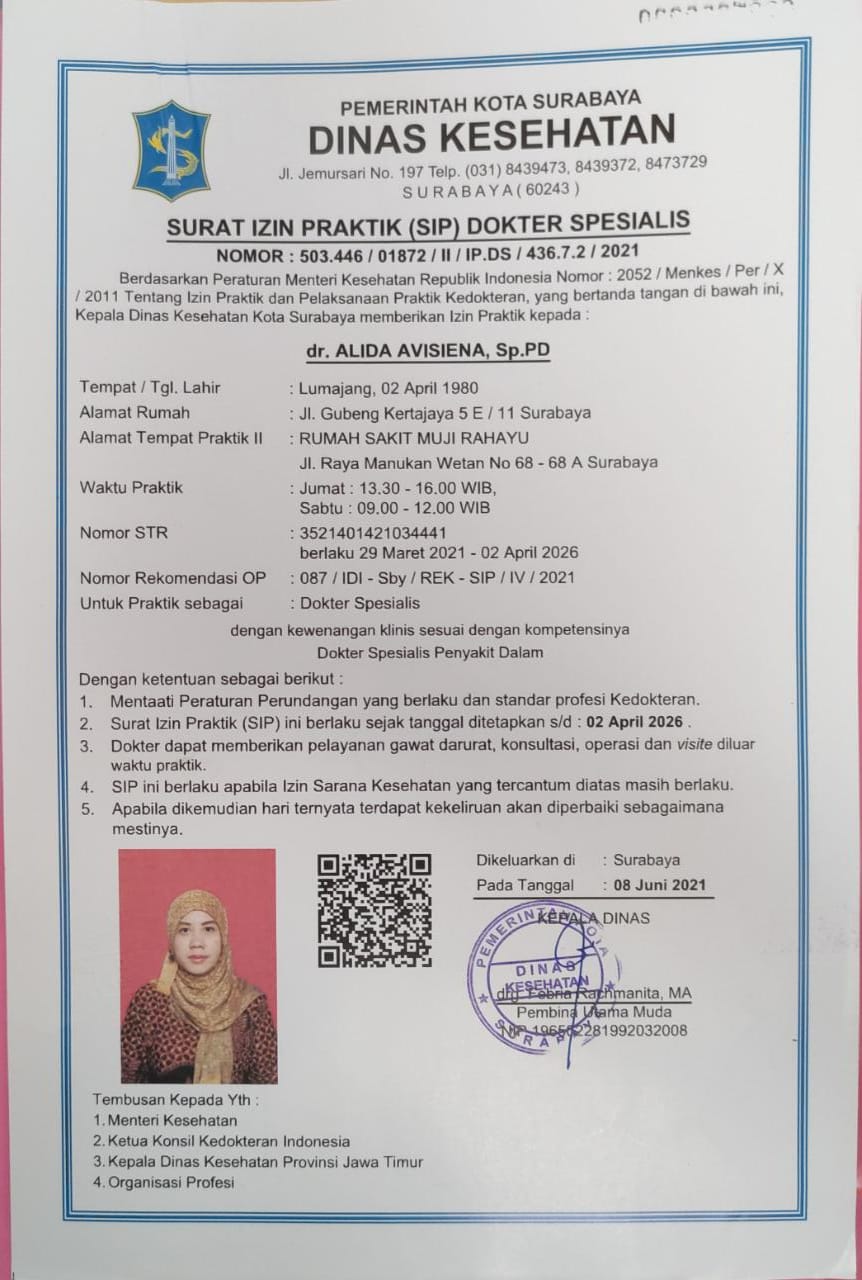 PEMERINTAH KOTA SURABAYA
DINAS KESEHATAN
Jl. Jemursari No. 197 Telp. (031) 8439473, 8439372, 8473729
SURABAYA ( 60243 )
SURAT IZIN PRAKTIK (SIP) DOKTER SPESIALIS
NOMOR : 503.446 / 01872 / II / IP.DS / 436.7.2 / 2021
Berdasarkan Peraturan Menteri Kesehatan Republik Indonesia Nomor : 2052 / Menkes / Per / X
/ 2011 Tentang Izin Praktik dan Pelaksanaan Praktik Kedokteran, yang bertanda tangan di bawah ini,
Kepala Dinas Kesehatan Kota Surabaya memberikan Izin Praktik kepada :
dr. ALIDA AVISIENA, Sp.PD
Tempat / Tgl. Lahir : Lumajang, 02 April 1980
Alamat Rumah : Jl. Gubeng Kertajaya 5 E / 11 Surabaya
Alamat Tempat Praktik II : RUMAH SAKIT MUJI RAHAYU
Jl. Raya Manukan Wetan No 68 - 68 A Surabaya
Waktu Praktik : Jumat : 13.30 - 16.00 WIB,
Sabtu : 09.00 - 12.00 WIB
Nomor STR : 3521401421034441
berlaku 29 Maret 2021 - 02 April 2026
Nomor Rekomendasi OP : 087 / IDI - Sby / REK - SIP / IV / 2021
Untuk Praktik sebagai : Dokter Spesialis
dengan kewenangan klinis sesuai dengan kompetensinya
Dokter Spesialis Penyakit Dalam
Dengan ketentuan sebagai berikut :
1. Mentaati Peraturan Perundangan yang berlaku dan standar profesi Kedokteran.
2. Surat Izin Praktik (SIP) ini berlaku sejak tanggal ditetapkan s/d : 02 April 2026 .
3. Dokter dapat memberikan pelayanan gawat darurat, konsultasi, operasi dan visite diluar
waktu praktik.
4. SIP ini berlaku apabila Izin Sarana Kesehatan yang tercantum diatas masih berlaku.
5. Apabila dikemudian hari ternyata terdapat kekeliruan akan diperbaiki sebagaimana
mestinya.
Dikeluarkan di : Surabaya
Pada Tanggal : 08 Juni 2021
KEPALA DINAS
PEMERINTAH KOTA
DINAS
KESEHATAN
SURABAYA
drg. Febria Rachmanita, MA
Pembina Utama Muda
NIP 196502281992032008
Tembusan Kepada Yth :
1. Menteri Kesehatan
2. Ketua Konsil Kedokteran Indonesia
3. Kepala Dinas Kesehatan Provinsi Jawa Timur
4. Organisasi Profesi